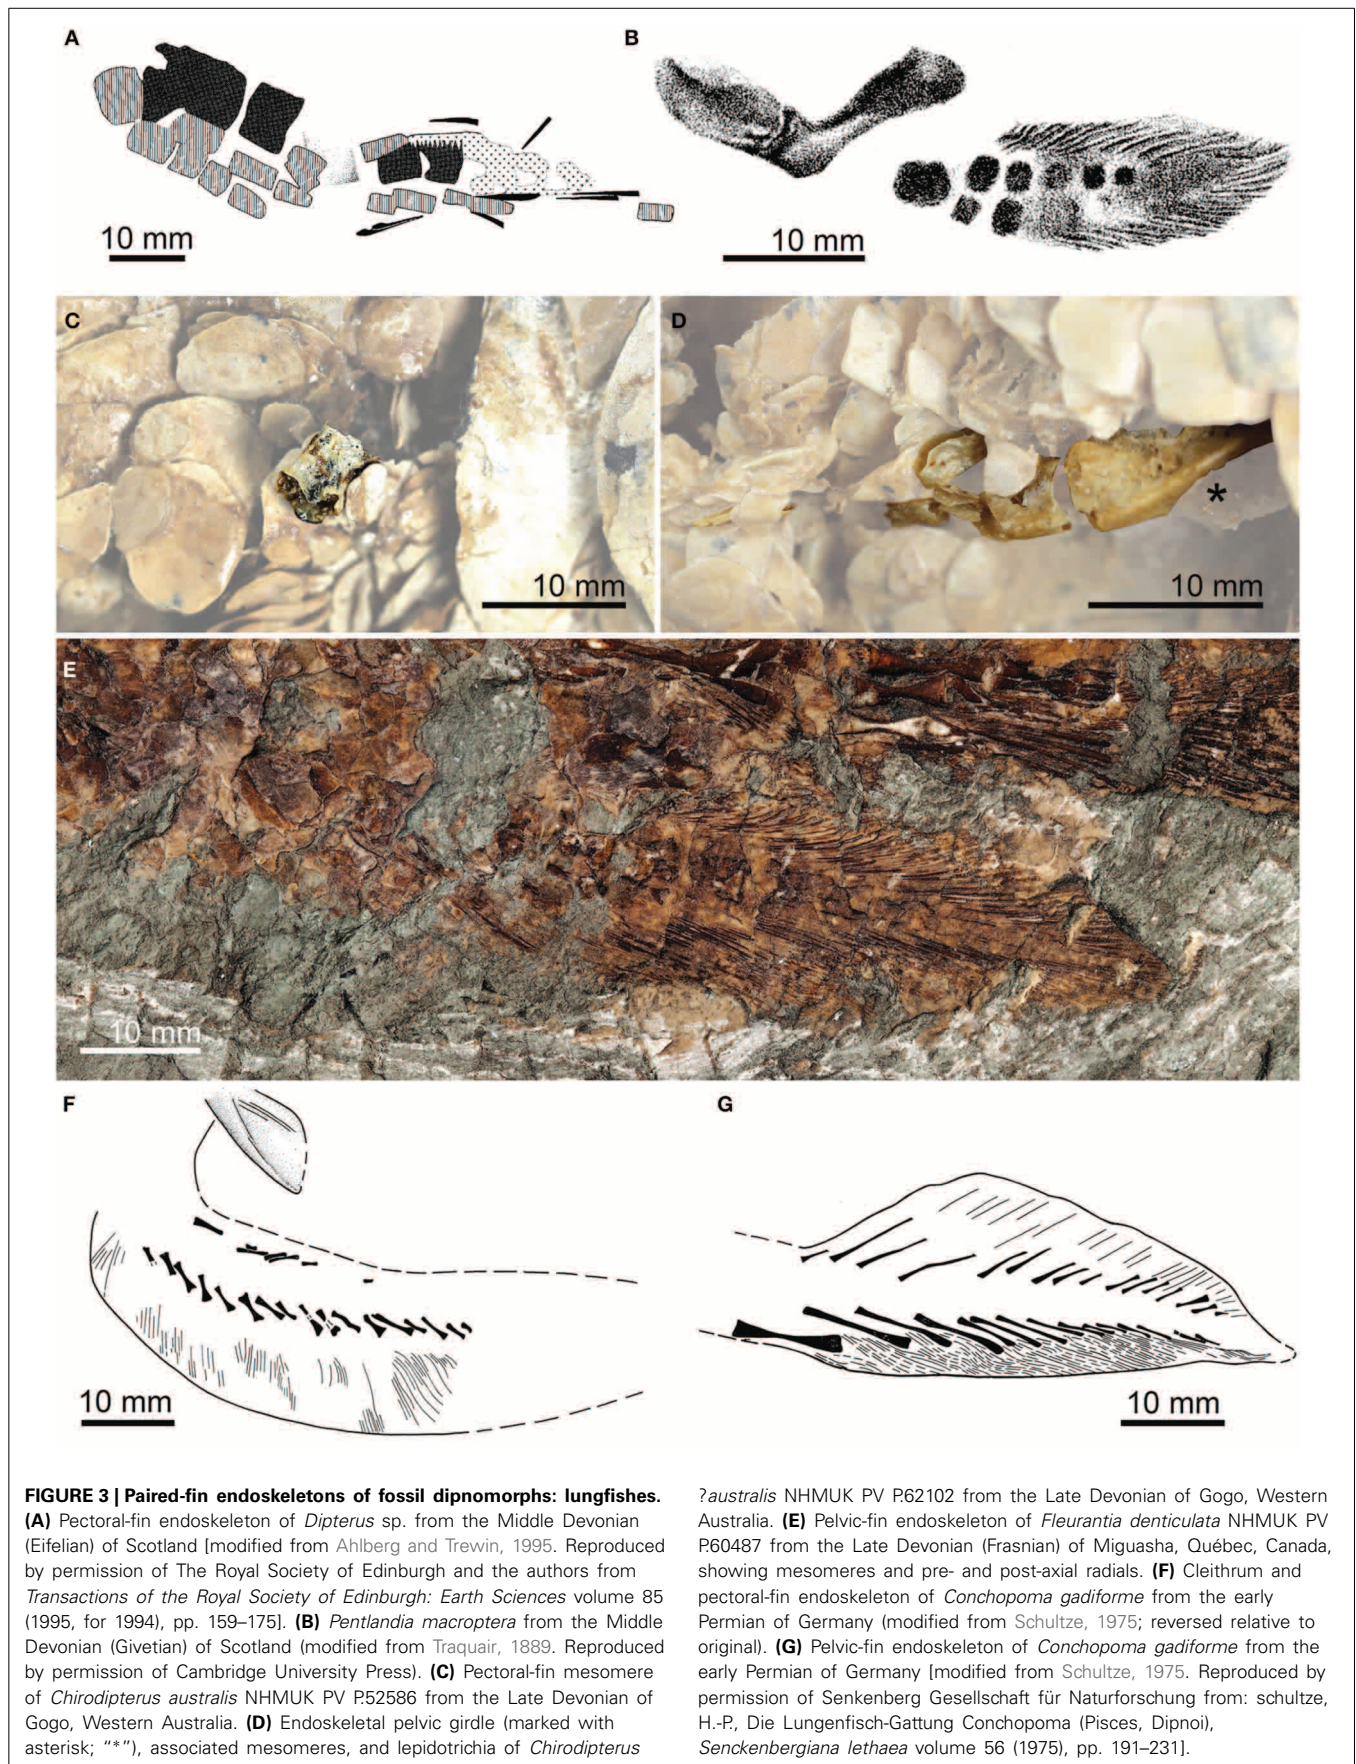 A
B
10 mm
10 mm
C
D
*
10 mm
10 mm
E
10 mm
F
G
10 mm
10 mm
FIGURE 3 | Paired-fin endoskeletons of fossil dipnomorphs: lungfishes.
(A) Pectoral-fin endoskeleton of Dipterus sp. from the Middle Devonian
(Eifelian) of Scotland [modified from Ahlberg and Trewin, 1995. Reproduced
by permission of The Royal Society of Edinburgh and the authors from
Transactions of the Royal Society of Edinburgh: Earth Sciences volume 85
(1995, for 1994), pp. 159–175]. (B) Pentlandia macroptera from the Middle
Devonian (Givetian) of Scotland (modified from Traquair, 1889. Reproduced
by permission of Cambridge University Press). (C) Pectoral-fin mesomere
of Chirodipterus australis NHMUK PV P.52586 from the Late Devonian of
Gogo, Western Australia. (D) Endoskeletal pelvic girdle (marked with
asterisk; “*”), associated mesomeres, and lepidotrichia of Chirodipterus
?australis NHMUK PV P.62102 from the Late Devonian of Gogo, Western
Australia. (E) Pelvic-fin endoskeleton of Fleurantia denticulata NHMUK PV
P.60487 from the Late Devonian (Frasnian) of Miguasha, Québec, Canada,
showing mesomeres and pre- and post-axial radials. (F) Cleithrum and
pectoral-fin endoskeleton of Conchopoma gadiforme from the early
Permian of Germany (modified from Schultze, 1975; reversed relative to
original). (G) Pelvic-fin endoskeleton of Conchopoma gadiforme from the
early Permian of Germany [modified from Schultze, 1975. Reproduced by
permission of Senkenberg Gesellschaft für Naturforschung from: schultze,
H.-P., Die Lungenfisch-Gattung Conchopoma (Pisces, Dipnoi),
Senckenbergiana lethaea volume 56 (1975), pp. 191–231].